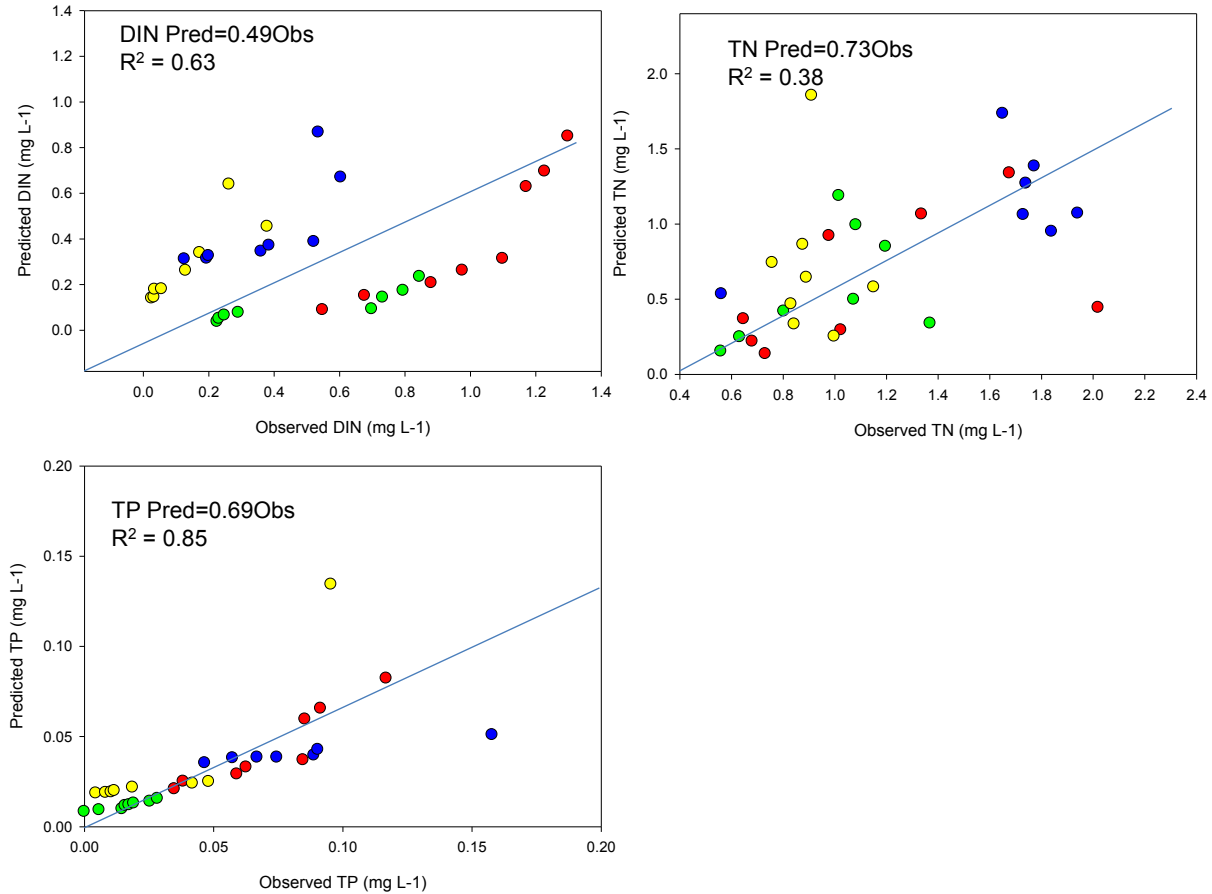 DIN Pred=0.49Obs
R² = 0.63
Predicted DIN (mg L-1)
1.4
1.2
1.0
0.8
0.6
0.4
0.2
0.0
0.0 0.2 0.4 0.6 0.8 1.0 1.2 1.4
Observed DIN (mg L-1)
TN Pred=0.73Obs
R² = 0.38
Predicted TN (mg L-1)
2.0
1.5
1.0
0.5
0.0
0.4 0.6 0.8 1.0 1.2 1.4 1.6 1.8 2.0 2.2 2.4
Observed TN (mg L-1)
TP Pred=0.69Obs
R² = 0.85
Predicted TP (mg L-1)
0.20
0.15
0.10
0.05
0.00
0.00 0.05 0.10 0.15 0.20
Observed TP (mg L-1)